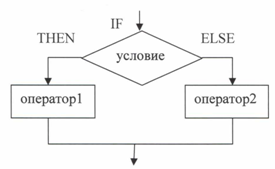 IF
THEN
ELSE
условие
оператор1
оператор2